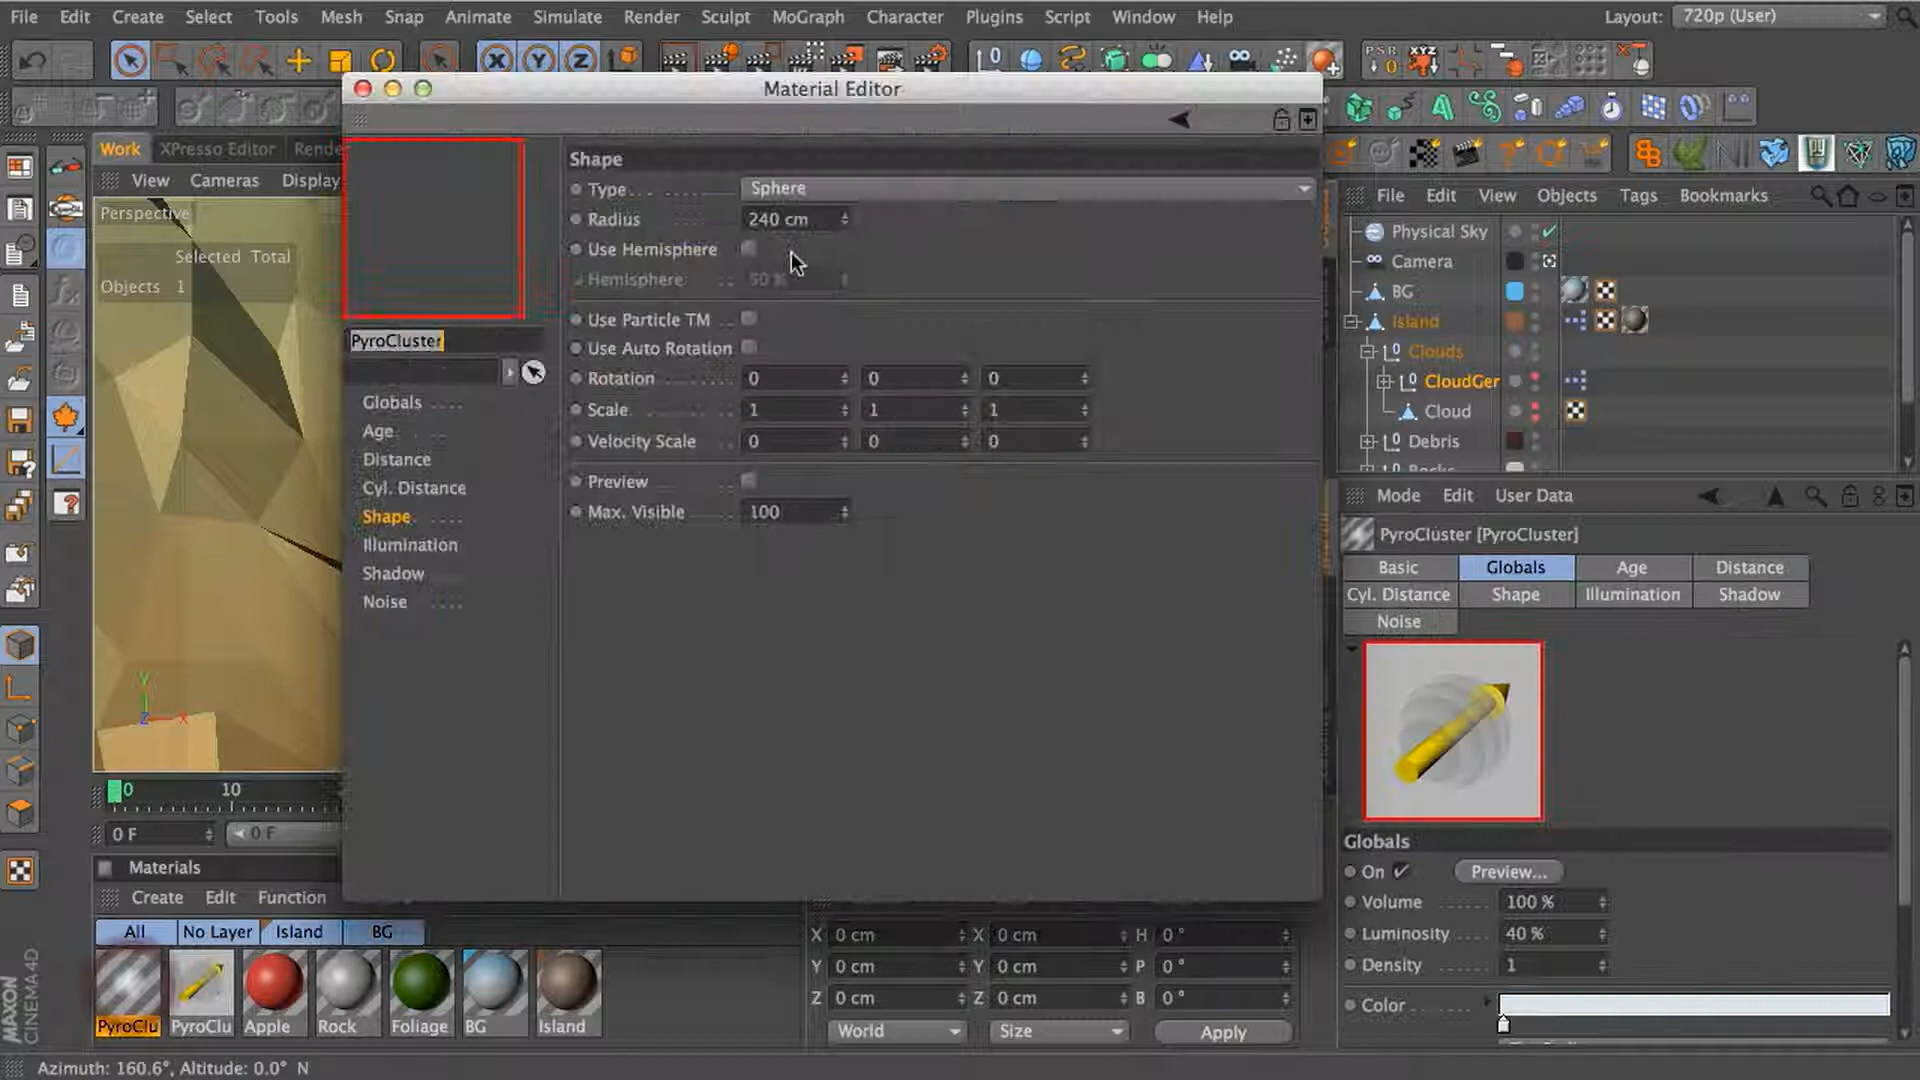 File Edit Create Select Tools Mesh Snap Animate Simulate Render Sculpt MoGraph Character Plugins Script Window Help Layout: 720p (User)
PSR 0 XYZ
X Y Z
Material Editor
Work XPresso Editor Rende
View Cameras Display
Perspective
Selected Total
Objects 1
Shape
Type Sphere
Radius 240 cm
Use Hemisphere
Hemisphere 50 %
Use Particle TM
Use Auto Rotation
Rotation 0 0 0
Scale 1 1 1
Velocity Scale 0 0 0
Preview
Max. Visible 100
PyroCluster
Globals
Age
Distance
Cyl. Distance
Shape
Illumination
Shadow
Noise
Y
Z X
0 10
0 F 0 F
Materials
Create Edit Function
All No Layer Island BG
PyroClu PyroClu Apple Rock Foliage BG Island
MAXON
CINEMA 4D
X 0 cm X 0 cm H 0 °
Y 0 cm Y 0 cm P 0 °
Z 0 cm Z 0 cm B 0 °
World Size Apply
File Edit View Objects Tags Bookmarks
Physical Sky
Camera
BG
Island
Clouds
CloudGer
Cloud
Debris
Rocks
Mode Edit User Data
PyroCluster [PyroCluster]
Basic Globals Age Distance
Cyl. Distance Shape Illumination Shadow
Noise
Globals
On Preview...
Volume 100 %
Luminosity 40 %
Density 1
Color
Azimuth: 160.6°, Altitude: 0.0° N